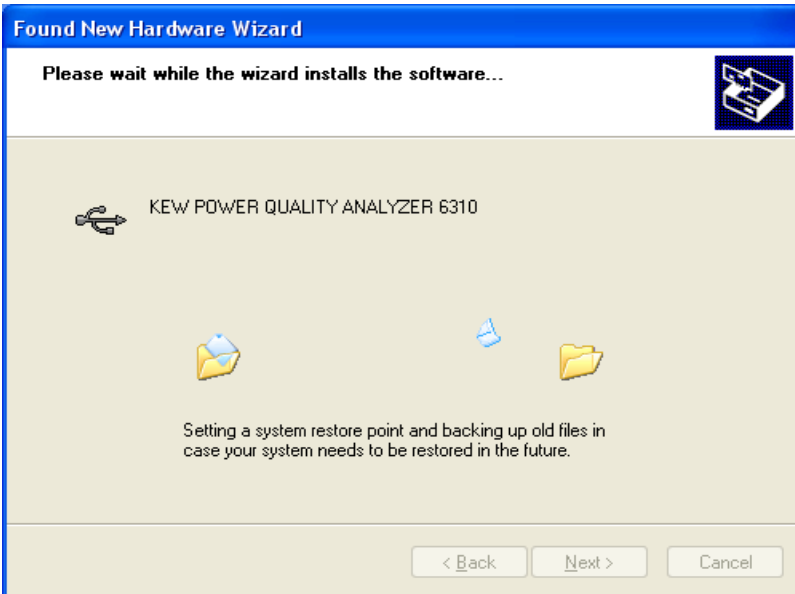 Found New Hardware Wizard
Please wait while the wizard installs the software...
KEW POWER QUALITY ANALYZER 6310
Setting a system restore point and backing up old files in
case your system needs to be restored in the future.
< Back
Next >
Cancel